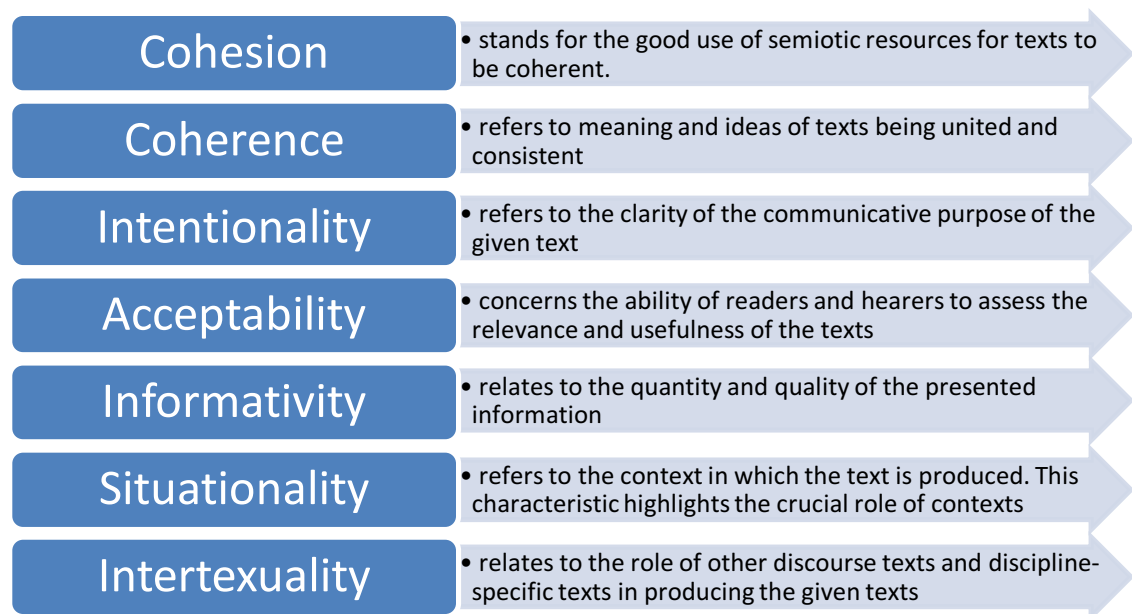 Cohesion
• stands for the good use of semiotic resources for texts to
be coherent.
Coherence
• refers to meaning and ideas of texts being united and
consistent
Intentionality
• refers to the clarity of the communicative purpose of the
given text
Acceptability
• concerns the ability of readers and hearers to assess the
relevance and usefulness of the texts
Informativity
• relates to the quantity and quality of the presented
information
Situationality
• refers to the context in which the text is produced. This
characteristic highlights the crucial role of contexts
Intertexuality
• relates to the role of other discourse texts and discipline-
specific texts in producing the given texts